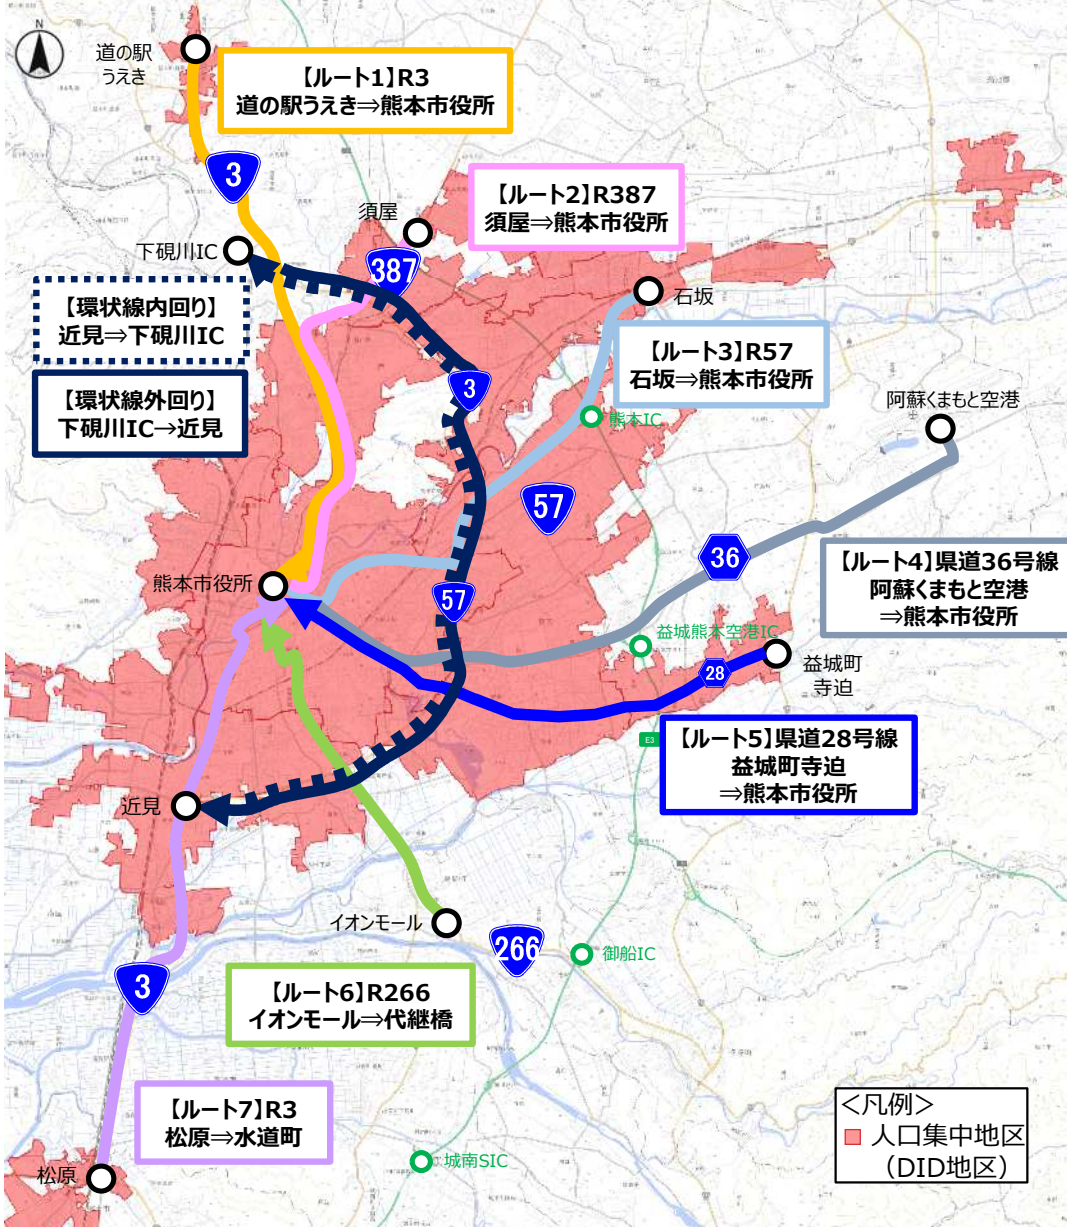 N
道の駅
うえき
【ルート1】R3
道の駅うえき⇒熊本市役所
3
【ルート2】R387
須屋⇒熊本市役所
須屋
下硯川IC
387
【環状線内回り】
近見⇒下硯川IC
石坂
【ルート3】R57
石坂⇒熊本市役所
【環状線外回り】
下硯川IC→近見
3
阿蘇くまもと空港
熊本IC
57
36
【ルート4】県道36号線
阿蘇くまもと空港
⇒熊本市役所
熊本市役所
57
益城熊本空港IC
28
益城町
寺迫
E3
【ルート5】県道28号線
益城町寺迫
⇒熊本市役所
近見
イオンモール
266
御船IC
3
【ルート6】R266
イオンモール⇒代継橋
【ルート7】R3
松原⇒水道町
<凡例>
人口集中地区
（DID地区）
城南SIC
松原